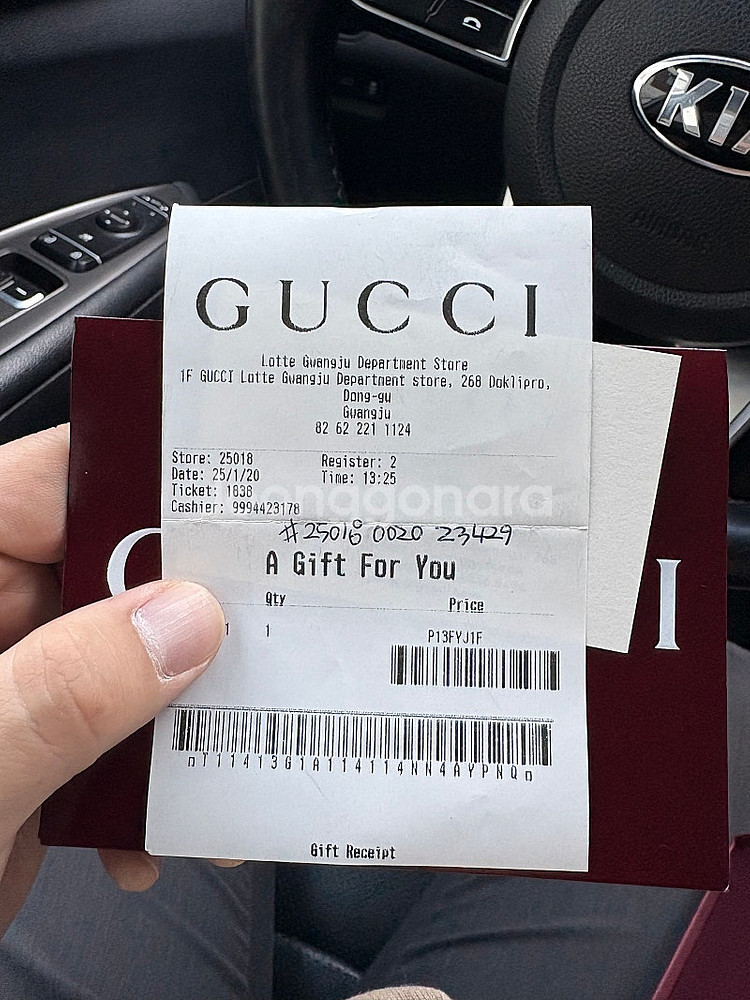 KIA
GUCCI
Lotte Gwangju Department Store
1F GUCCI Lotte Gwangju Department store, 268 Doklipro,
Dong-gu
Gwangju
82 62 221 1124
Store: 25018 Register: 2
Date: 25/1/20 Time: 13:25
Ticket: 1838
Cashier: 9994423178
#25018 0020 23429
A Gift For You
Qty Price
1 1 P13FYJ1F
Gift Receipt